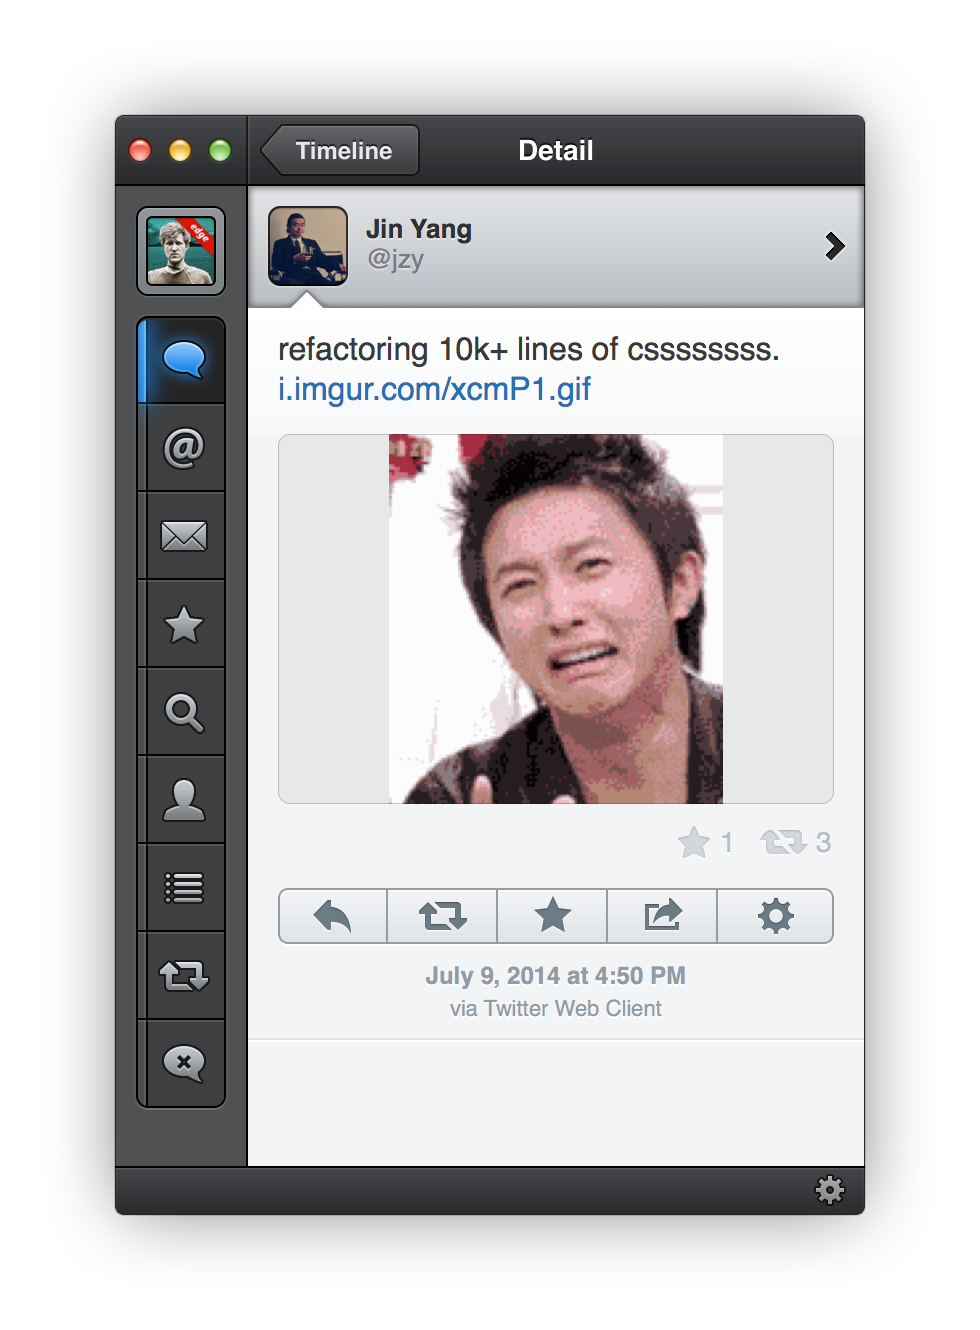 Timeline
Detail
edge
Jin Yang
@jzy
refactoring 10k+ lines of csssssssss.
i.imgur.com/xcmP1.gif
1
3
July 9, 2014 at 4:50 PM
via Twitter Web Client